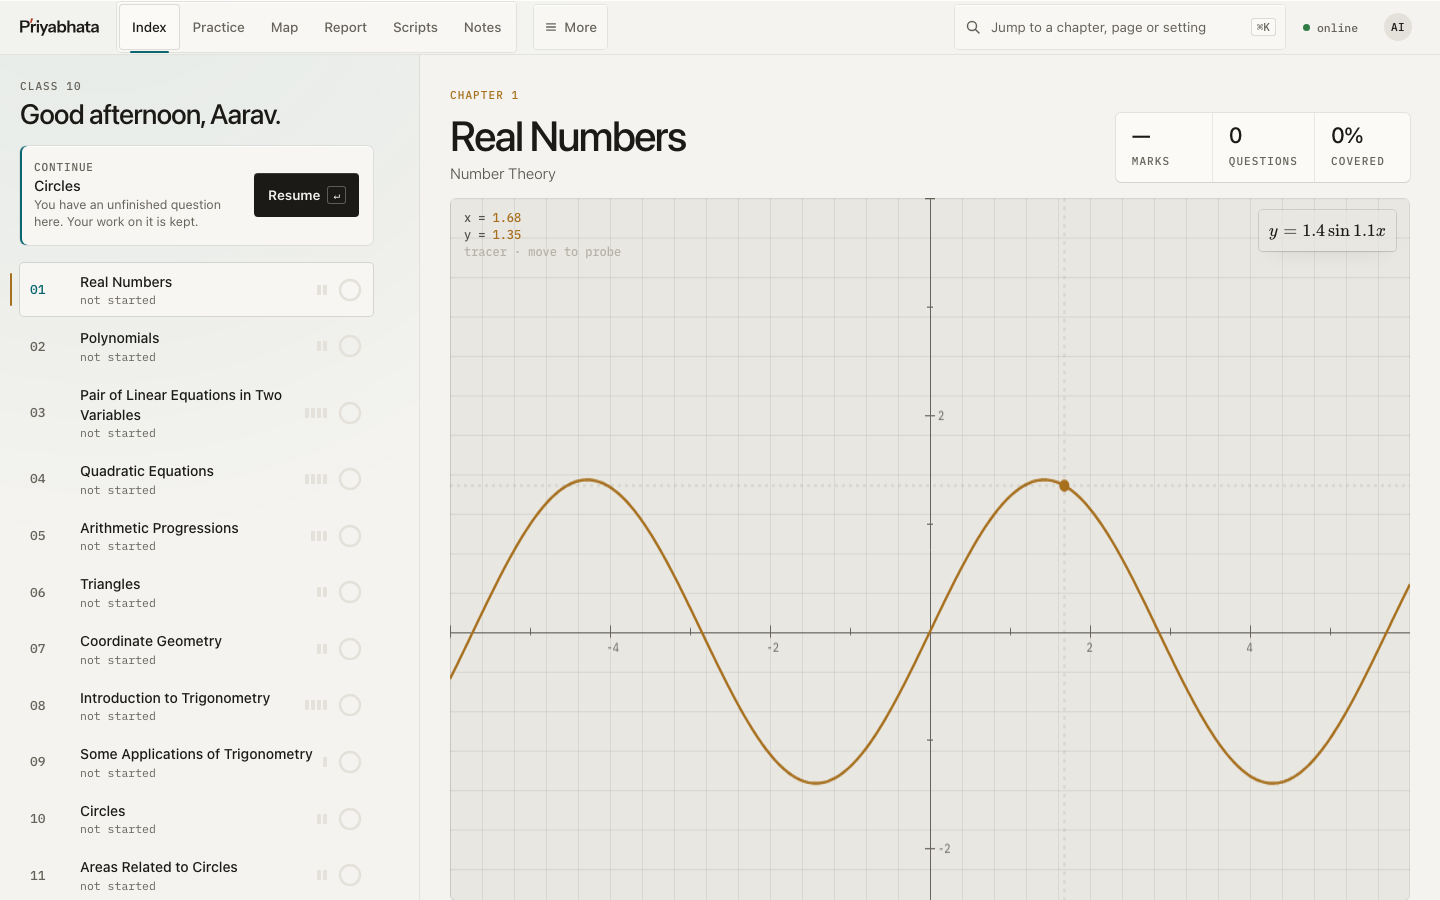 Priyabhata
Index
Practice
Map
Report
Scripts
Notes
More
Jump to a chapter, page or setting
⌘K
online
AI
CLASS 10
Good afternoon, Aarav.
CONTINUE
Circles
You have an unfinished question
here. Your work on it is kept.
Resume ↵
01
Real Numbers
not started
02
Polynomials
not started
03
Pair of Linear Equations in Two
Variables
not started
04
Quadratic Equations
not started
05
Arithmetic Progressions
not started
06
Triangles
not started
07
Coordinate Geometry
not started
08
Introduction to Trigonometry
not started
09
Some Applications of Trigonometry
not started
10
Circles
not started
11
Areas Related to Circles
not started
CHAPTER 1
Real Numbers
Number Theory
—
MARKS
0
QUESTIONS
0%
COVERED
x = 1.68
y = 1.35
tracer · move to probe
y = 1.4 sin 1.1x
2
-4
-2
2
4
-2